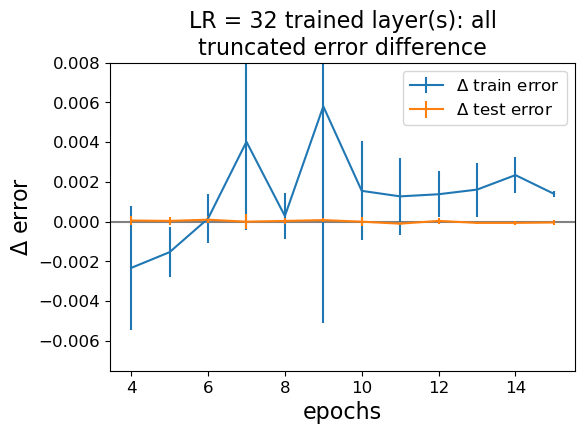 LR = 32 trained layer(s): all
truncated error difference
Δ train error
Δ test error
0.008
0.006
0.004
0.002
0.000
−0.002
−0.004
−0.006
Δ error
4
6
8
10
12
14
epochs